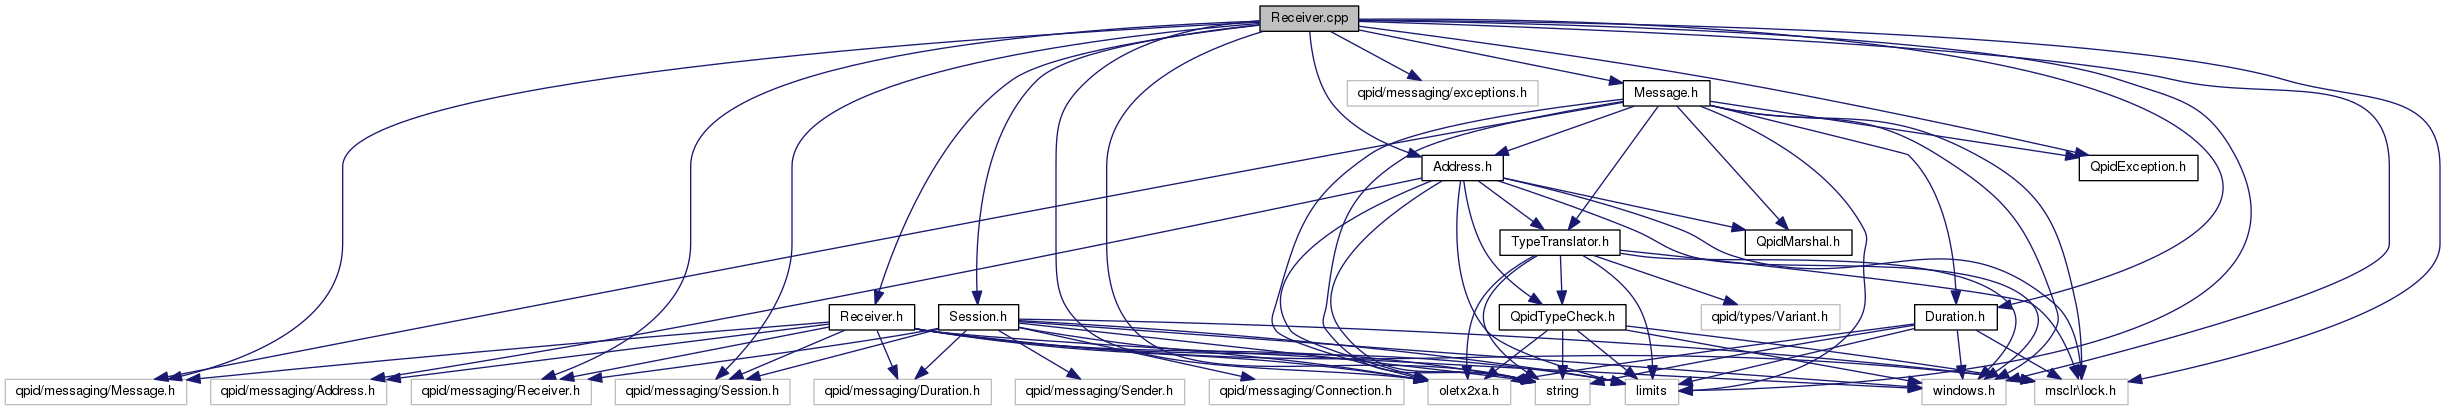 Receiver.cpp
qpid/messaging/exceptions.h
Message.h
Address.h
QpidException.h
TypeTranslator.h
QpidMarshal.h
Receiver.h
Session.h
QpidTypeCheck.h
qpid/types/Variant.h
Duration.h
qpid/messaging/Message.h
qpid/messaging/Address.h
qpid/messaging/Receiver.h
qpid/messaging/Session.h
qpid/messaging/Duration.h
qpid/messaging/Sender.h
qpid/messaging/Connection.h
oletx2xa.h
string
limits
windows.h
msclr\lock.h